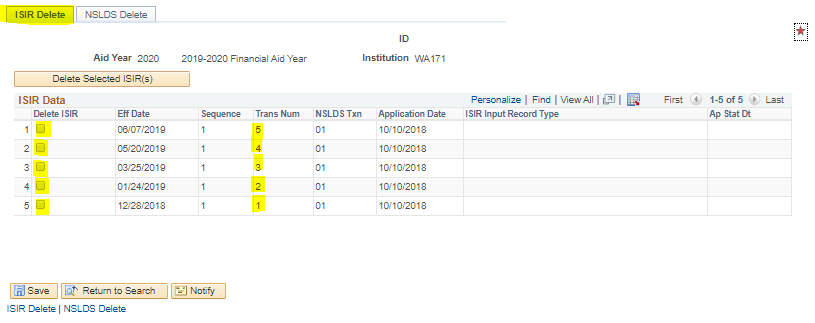 ISIR Delete NSLDS Delete
ID
Aid Year 2020 2019-2020 Financial Aid Year Institution WA171
Delete Selected ISIR(s)
ISIR Data Personalize | Find | View All | | First 1-5 of 5 Last
Delete ISIR Eff Date Sequence Trans Num NSLDS Txn Application Date ISIR Input Record Type Ap Stat Dt
1 06/07/2019 1 5 01 10/10/2018
2 05/20/2019 1 4 01 10/10/2018
3 03/25/2019 1 3 01 10/10/2018
4 01/24/2019 1 2 01 10/10/2018
5 12/28/2018 1 1 01 10/10/2018
Save Return to Search Notify
ISIR Delete | NSLDS Delete